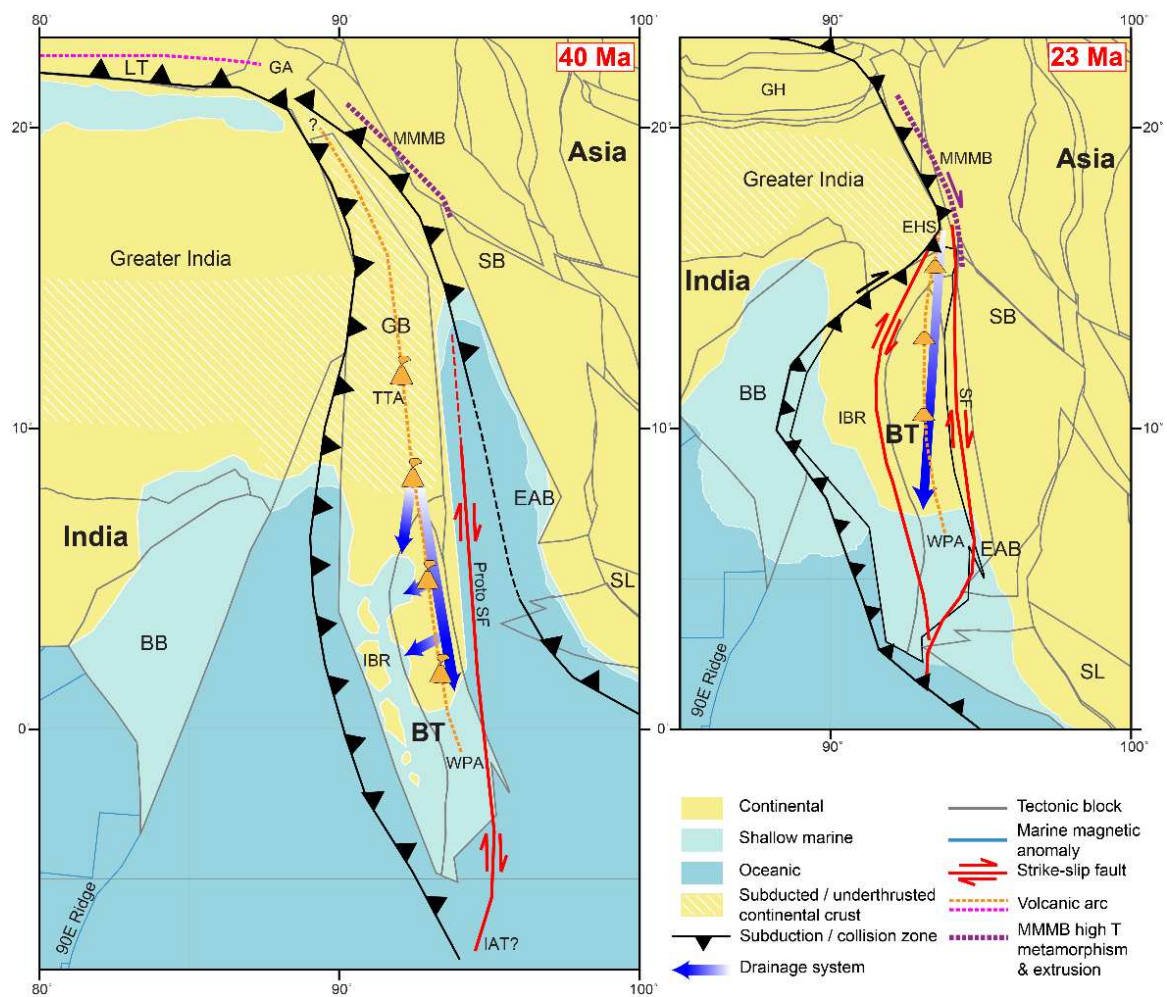 80°
90°
100°
40 Ma
LT
GA
?
20°
MMMB
Asia
Greater India
SB
GB
TTA
10°
India
EAB
Proto SF
SL
BB
IBR
BT
0°
WPA
90E Ridge
IAT?
80°
90°
100°
90°
100°
23 Ma
GH
20°
MMMB
Asia
Greater India
EHS
India
SB
BB
IBR
SF
10°
BT
WPA
EAB
SL
90E Ridge
0
90°
100°
Continental
Shallow marine
Oceanic
Subducted / underthrusted
continental crust
Subduction / collision zone
Drainage system
Tectonic block
Marine magnetic
anomaly
Strike-slip fault
Volcanic arc
MMMB high T
metamorphism
& extrusion